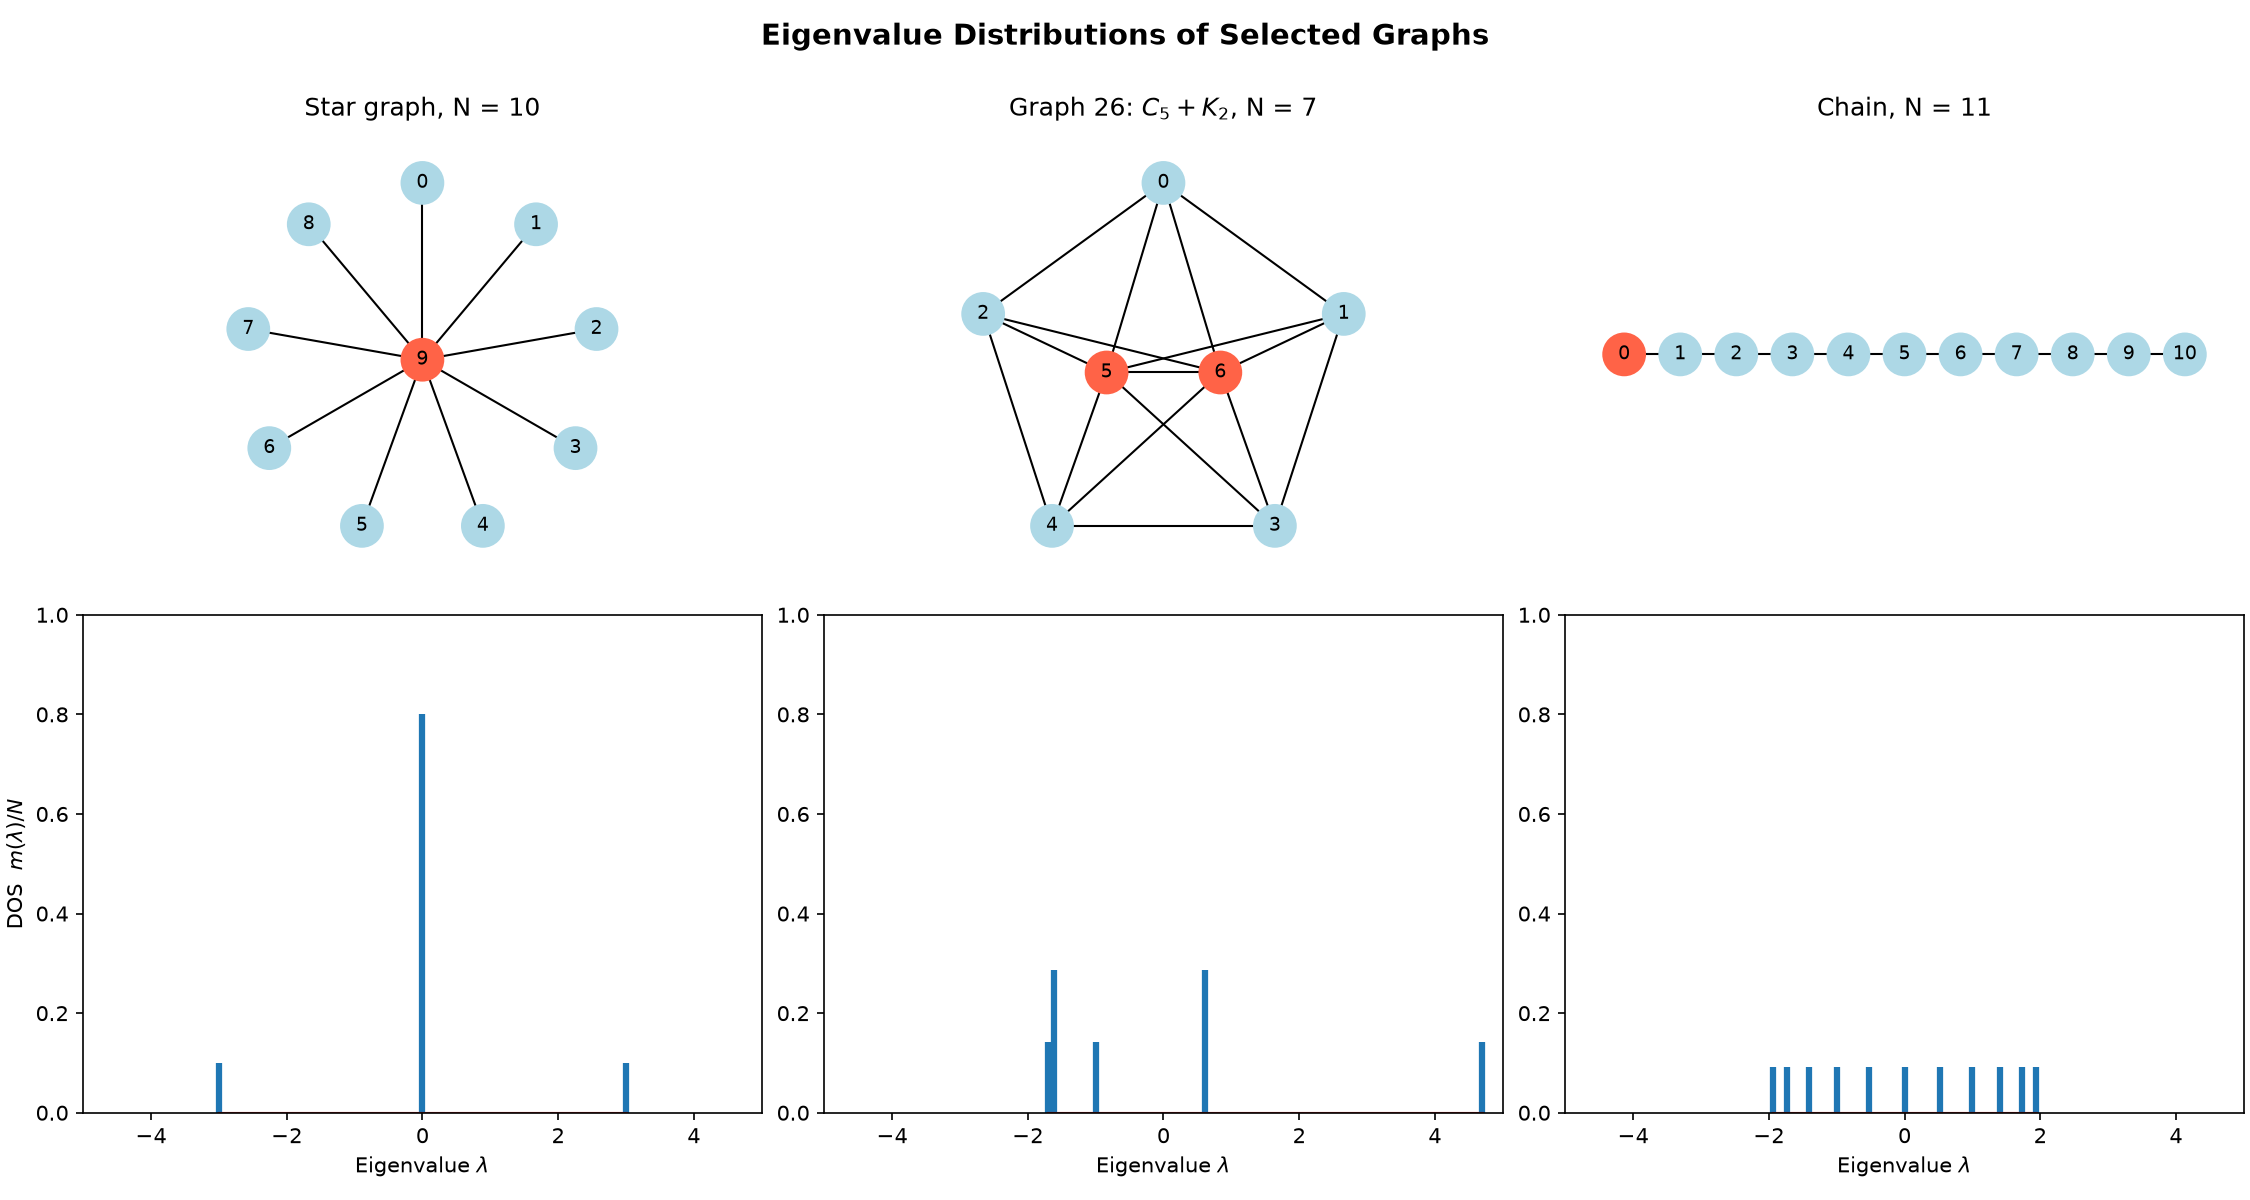 Eigenvalue Distributions of Selected Graphs
Star graph, N = 10
0
8
1
7
2
9
6
3
5
4
Graph 26: C₅ + K₂, N = 7
0
2
1
5
6
4
3
Chain, N = 11
0 1 2 3 4 5 6 7 8 9 10
DOS m(λ)/N
1.0
0.8
0.6
0.4
0.2
0.0
−4 −2 0 2 4
Eigenvalue λ
1.0
0.8
0.6
0.4
0.2
0.0
−4 −2 0 2 4
Eigenvalue λ
1.0
0.8
0.6
0.4
0.2
0.0
−4 −2 0 2 4
Eigenvalue λ